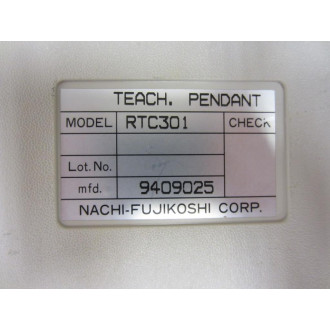 TEACH. PENDANT
MODEL RTC301 CHECK
Lot.No.
mfd. 9409025
NACHI-FUJIKOSHI CORP.